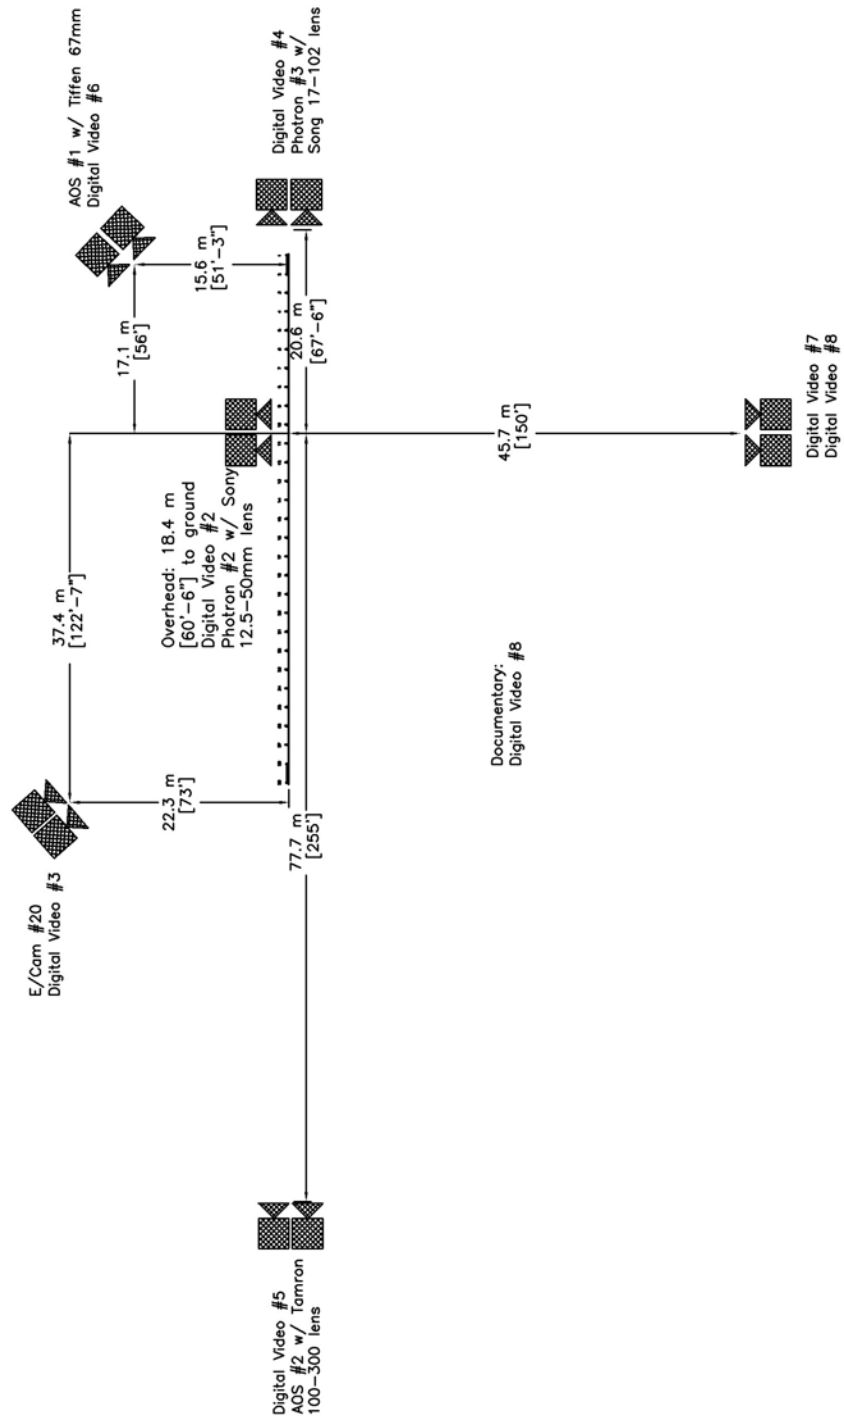 AOS #1 w/ Tiffen 67mm
Digital Video #6
Digital Video #4
Photron #3 w/
Song 17-102 lens
15.6 m
[51'-3"]
17.1 m
[56']
20.6 m
[67'-6"]
37.4 m
[122'-7"]
Overhead: 18.4 m
[60'-6"] to ground
Digital Video #2
Photron #2 w/ Sony
12.5-50mm lens
45.7 m
[150']
Digital Video #7
Digital Video #8
22.3 m
[73']
77.7 m
[255']
Documentary:
Digital Video #8
E/Cam #20
Digital Video #3
Digital Video #5
AOS #2 w/ Tamron
100-300 lens